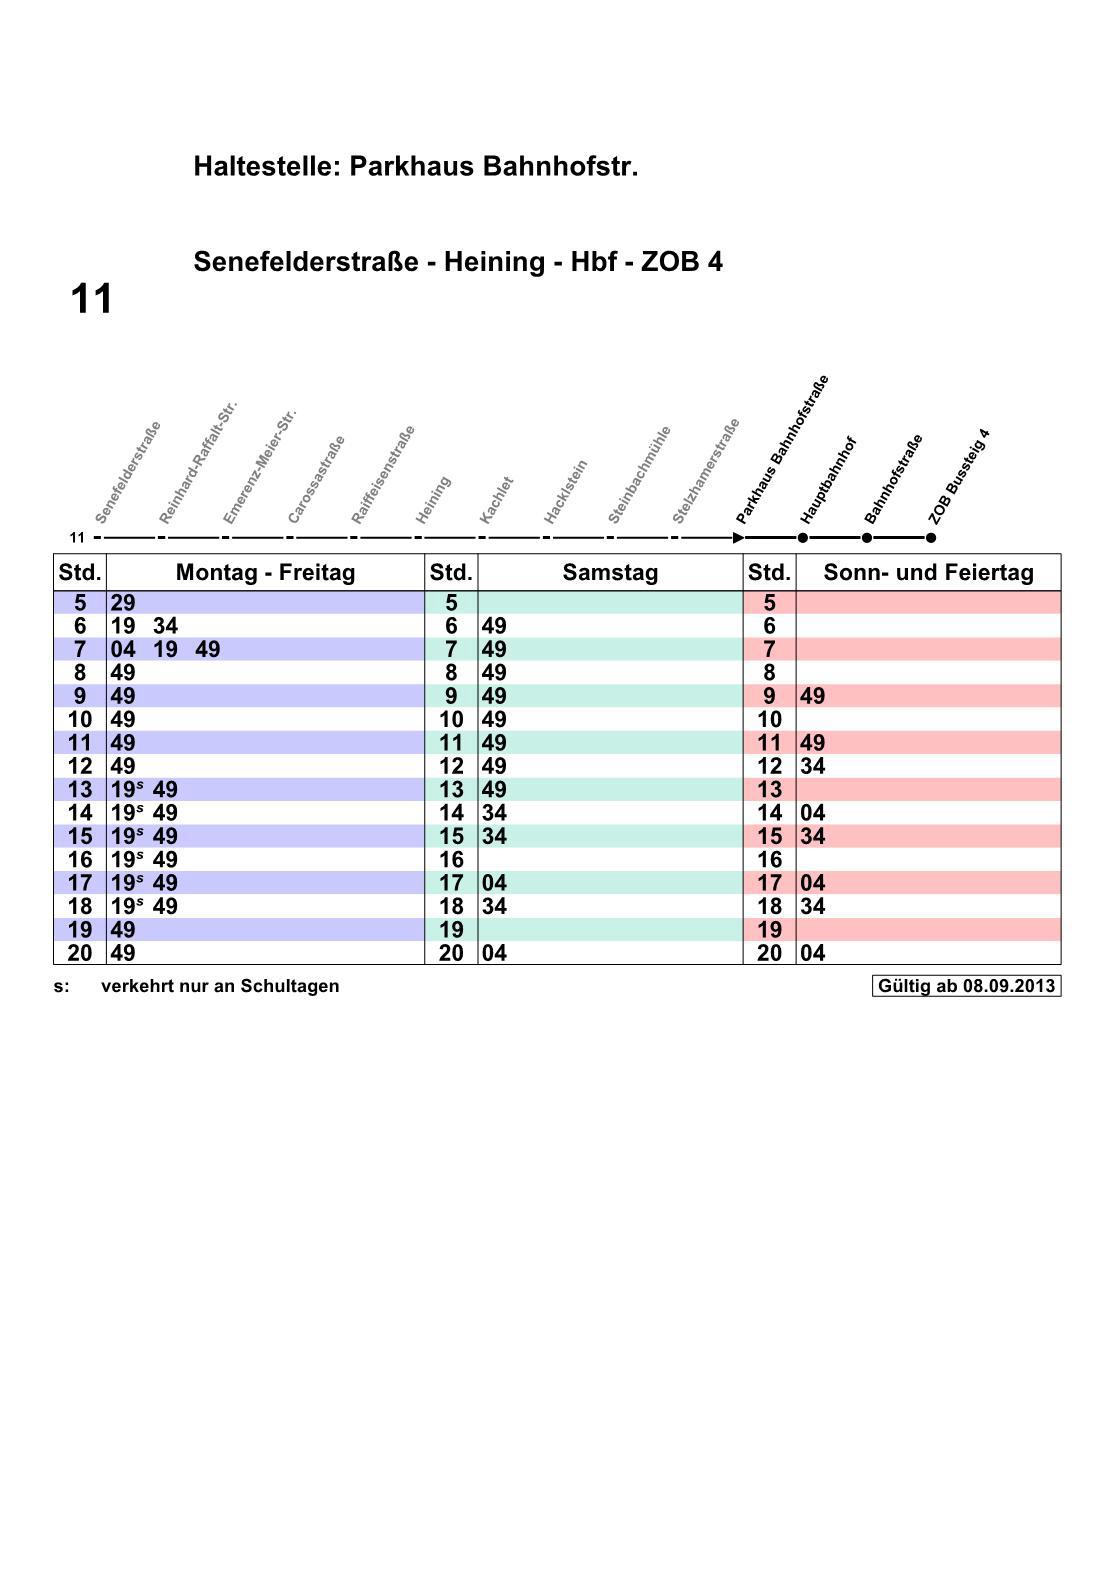 Haltestelle: Parkhaus Bahnhofstr.
Senefelderstraße - Heining - Hbf - ZOB 4
11
Senefelderstraße
Reinhard-Raffalt-Str.
Emerenz-Meier-Str.
Carossastraße
Raiffeisenstraße
Heining
Kachlet
Hacklstein
Steinbachmühle
Stelzhamerstraße
Parkhaus Bahnhofstraße
Hauptbahnhof
Bahnhofstraße
ZOB Bussteig 4
11
Std. Montag - Freitag Std. Samstag Std. Sonn- und Feiertag
5 29 5 5
6 19 34 6 49 6
7 04 19 49 7 49 7
8 49 8 49 8
9 49 9 49 9 49
10 49 10 49 10
11 49 11 49 11 49
12 49 12 49 12 34
13 19s 49 13 49 13
14 19s 49 14 34 14 04
15 19s 49 15 34 15 34
16 19s 49 16 16
17 19s 49 17 04 17 04
18 19s 49 18 34 18 34
19 49 19 19
20 49 20 04 20 04
s: verkehrt nur an Schultagen Gültig ab 08.09.2013